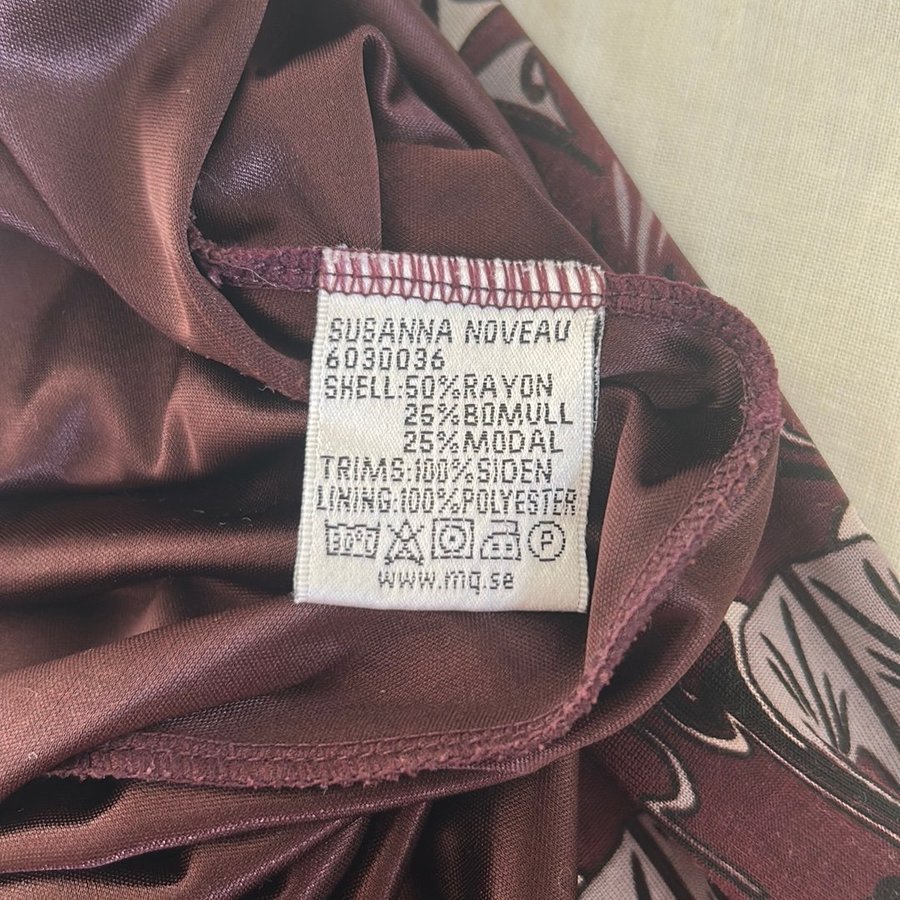 SUSANNA NOVEAU
6030036
SHELL:50%RAYON
25%BOMULL
25%MODAL
TRIMS:100%SIDEN
LINING:100%POLYESTER
30°C P
www.mq.se